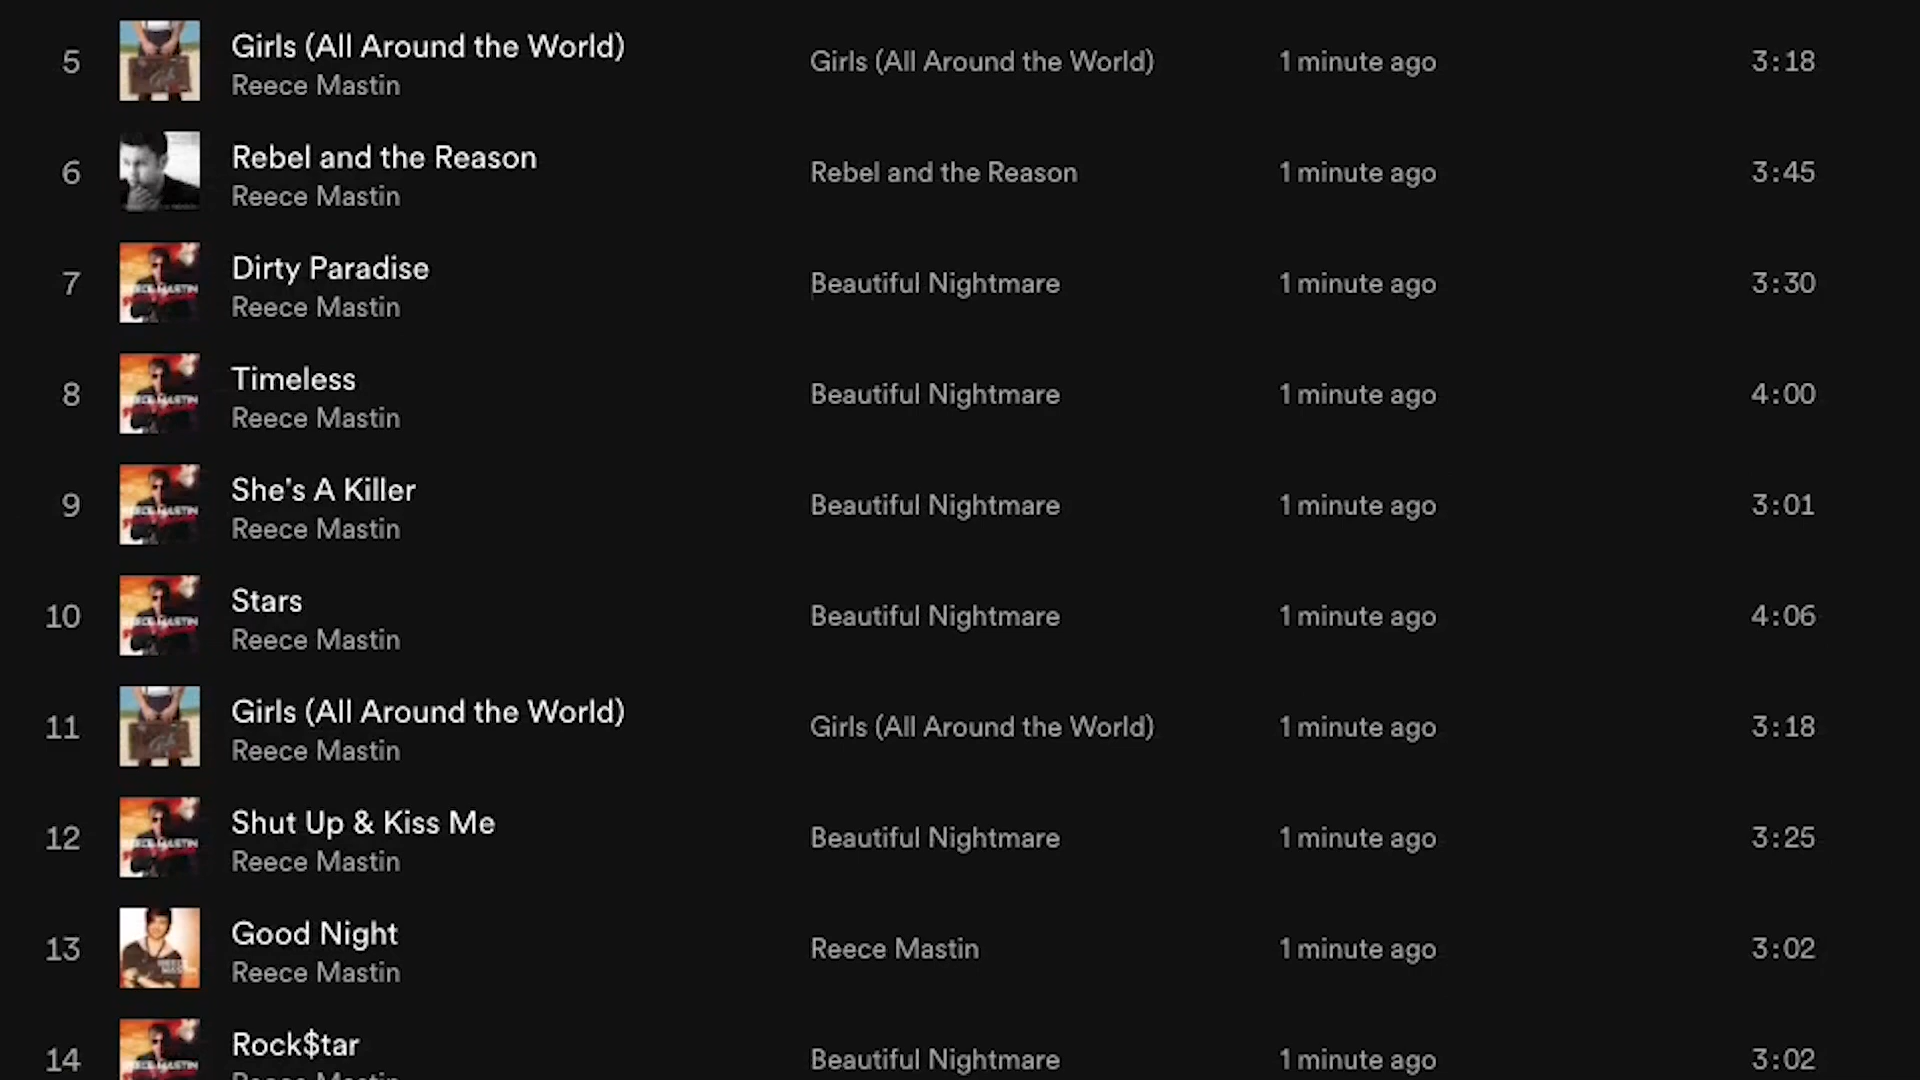 5 Girls (All Around the World) Girls (All Around the World) 1 minute ago 3:18
Reece Mastin
6 Rebel and the Reason Rebel and the Reason 1 minute ago 3:45
Reece Mastin
7 Dirty Paradise Beautiful Nightmare 1 minute ago 3:30
Reece Mastin
8 Timeless Beautiful Nightmare 1 minute ago 4:00
Reece Mastin
9 She's A Killer Beautiful Nightmare 1 minute ago 3:01
Reece Mastin
10 Stars Beautiful Nightmare 1 minute ago 4:06
Reece Mastin
11 Girls (All Around the World) Girls (All Around the World) 1 minute ago 3:18
Reece Mastin
12 Shut Up & Kiss Me Beautiful Nightmare 1 minute ago 3:25
Reece Mastin
13 Good Night Reece Mastin 1 minute ago 3:02
Reece Mastin
14 Rock$tar Beautiful Nightmare 1 minute ago 3:02
Reece Mastin